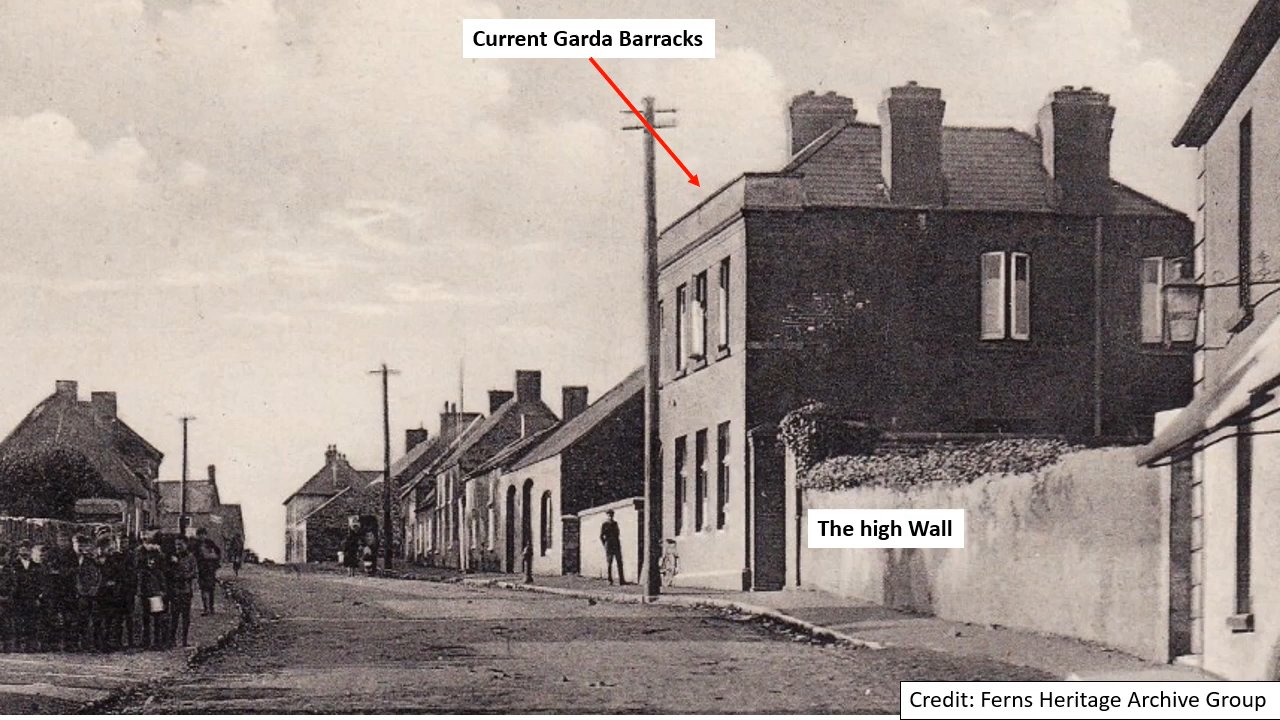 Current Garda Barracks
The high Wall
Credit: Ferns Heritage Archive Group